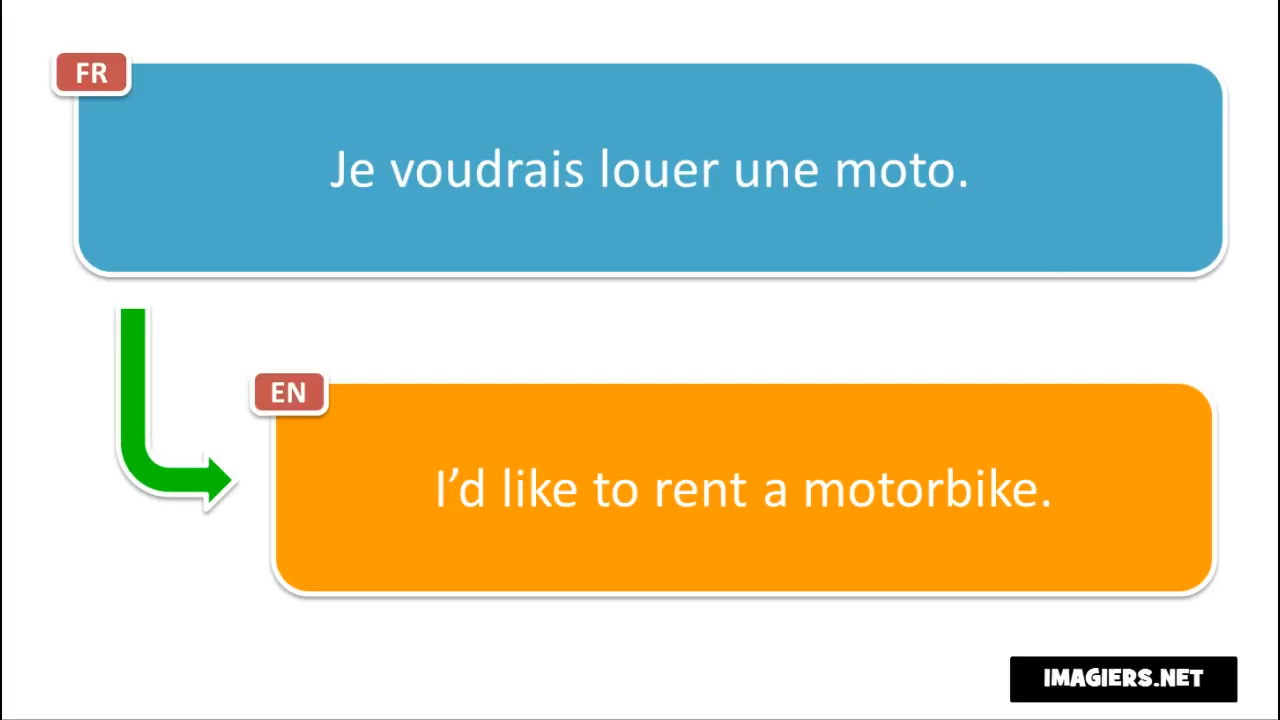 FR
Je voudrais louer une moto.
EN
I’d like to rent a motorbike.
IMAGIERS.NET